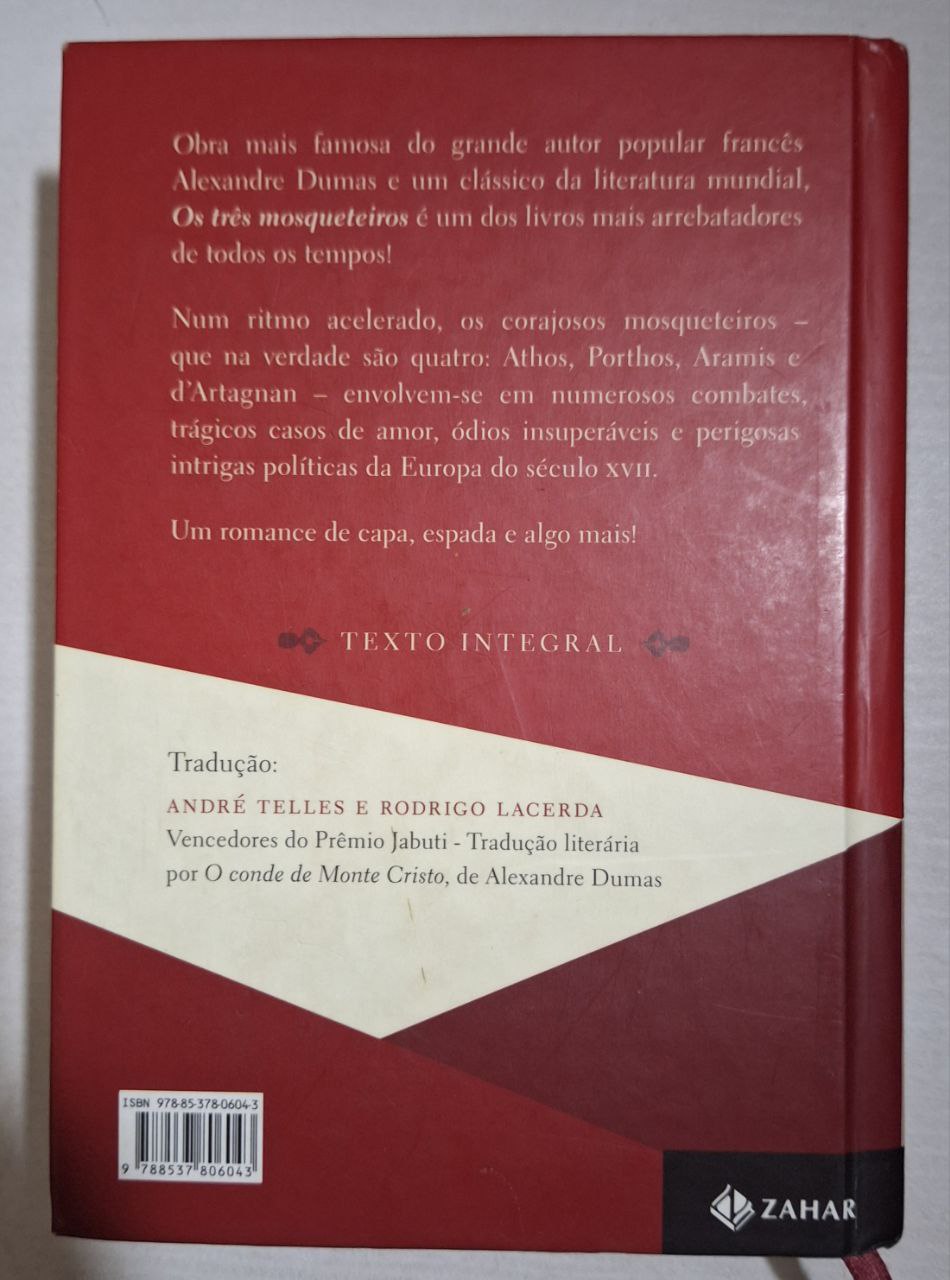 Obra mais famosa do grande autor popular francês
Alexandre Dumas e um clássico da literatura mundial,
Os três mosqueteiros é um dos livros mais arrebatadores
de todos os tempos!
Num ritmo acelerado, os corajosos mosqueteiros –
que na verdade são quatro: Athos, Porthos, Aramis e
d'Artagnan – envolvem-se em numerosos combates,
trágicos casos de amor, ódios insuperáveis e perigosas
intrigas políticas da Europa do século XVII.
Um romance de capa, espada e algo mais!
TEXTO INTEGRAL
Tradução:
ANDRÉ TELLES E RODRIGO LACERDA
Vencedores do Prêmio Jabuti - Tradução literária
por O conde de Monte Cristo, de Alexandre Dumas
ISBN 978-85-378-0604-3
9 788537 806043
ZAHAR